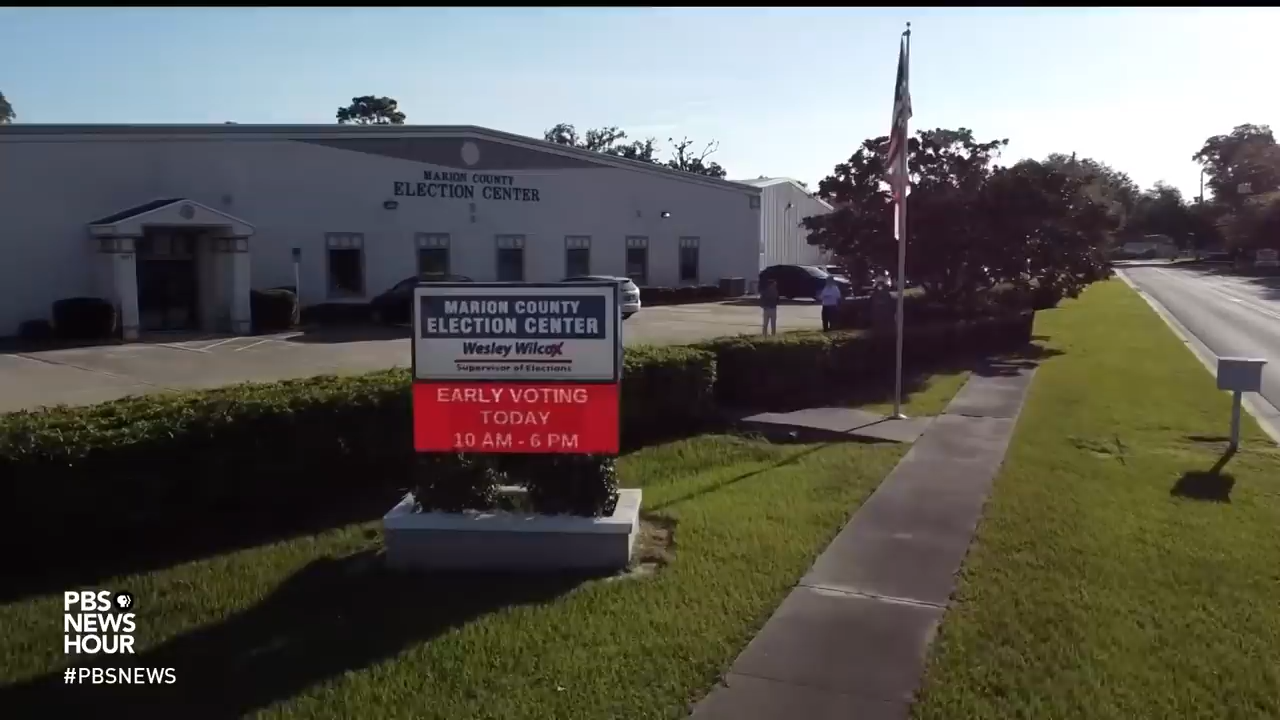 MARION COUNTY
ELECTION CENTER
MARION COUNTY
ELECTION CENTER
Wesley Wilcox
Supervisor of Elections
EARLY VOTING
TODAY
10 AM - 6 PM
PBS
NEWS
HOUR
#PBSNEWS